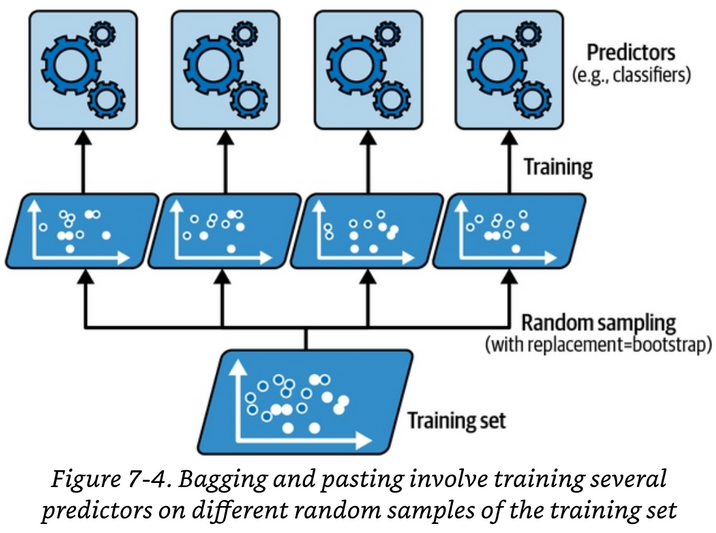 Predictors
(e.g., classifiers)
Training
Random sampling
(with replacement=bootstrap)
Training set
Figure 7-4. Bagging and pasting involve training several
predictors on different random samples of the training set